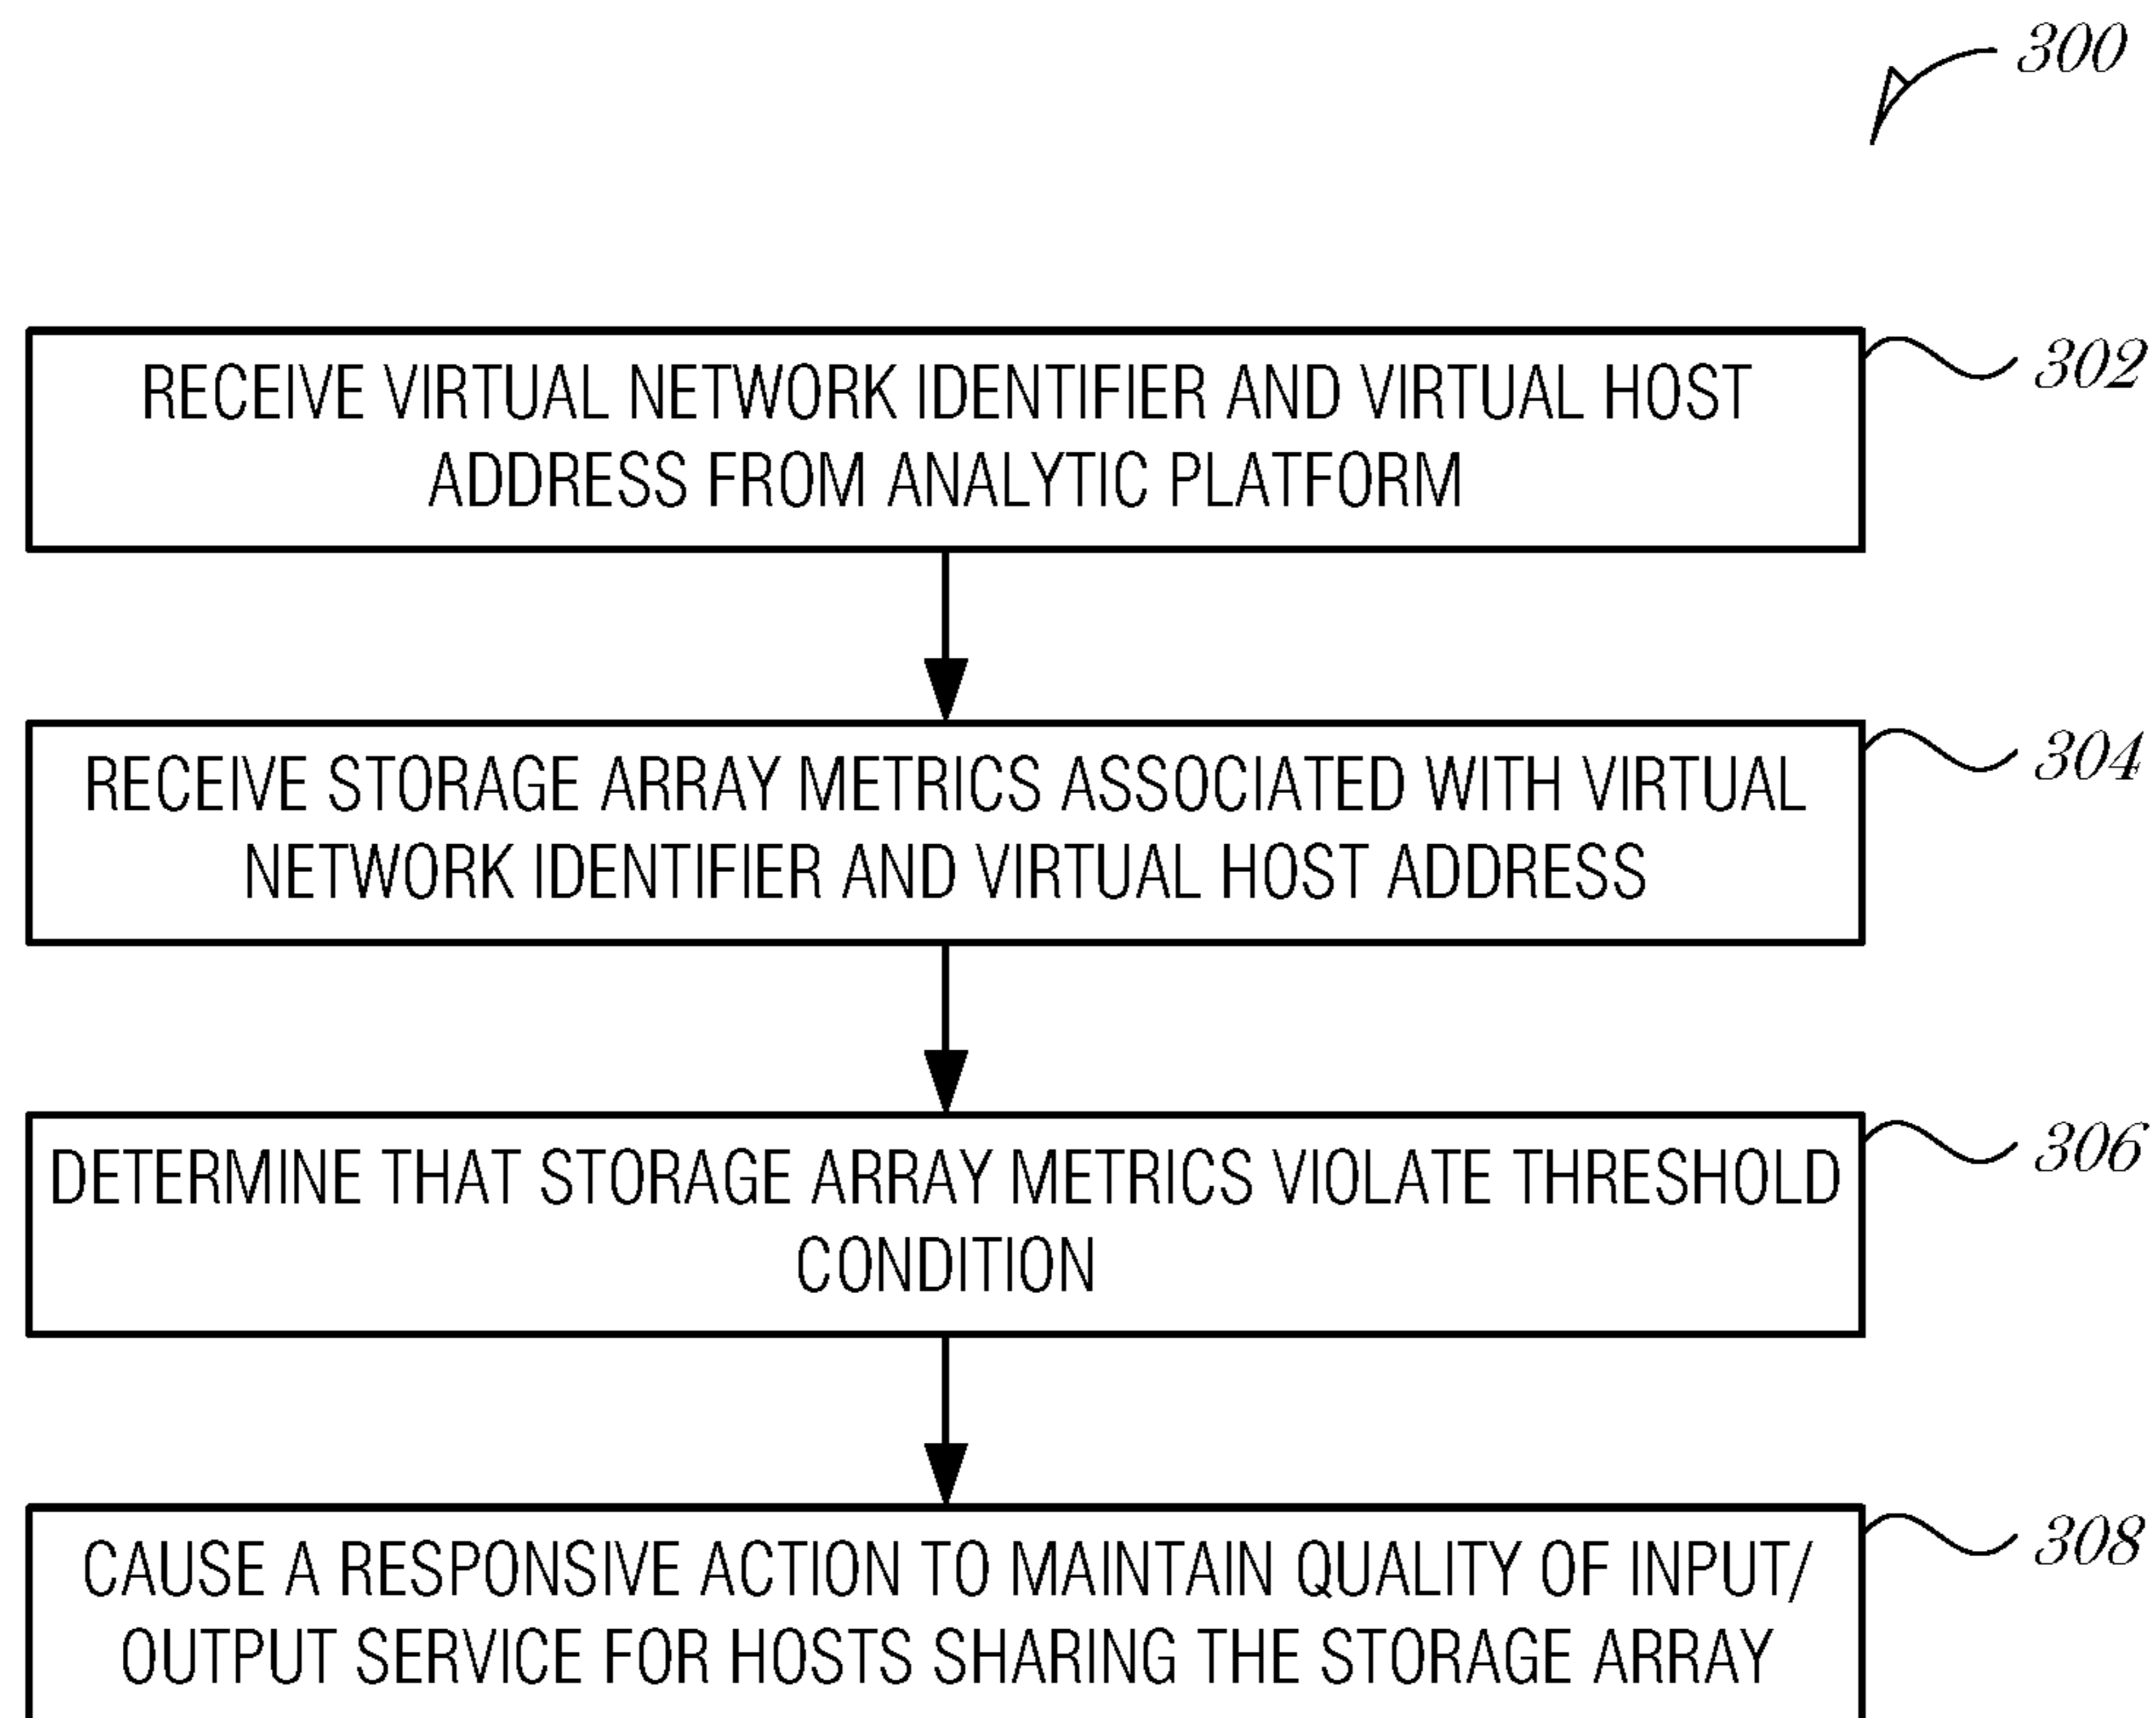 300
RECEIVE VIRTUAL NETWORK IDENTIFIER AND VIRTUAL HOST
ADDRESS FROM ANALYTIC PLATFORM
302
RECEIVE STORAGE ARRAY METRICS ASSOCIATED WITH VIRTUAL
NETWORK IDENTIFIER AND VIRTUAL HOST ADDRESS
304
DETERMINE THAT STORAGE ARRAY METRICS VIOLATE THRESHOLD
CONDITION
306
CAUSE A RESPONSIVE ACTION TO MAINTAIN QUALITY OF INPUT/
OUTPUT SERVICE FOR HOSTS SHARING THE STORAGE ARRAY
308